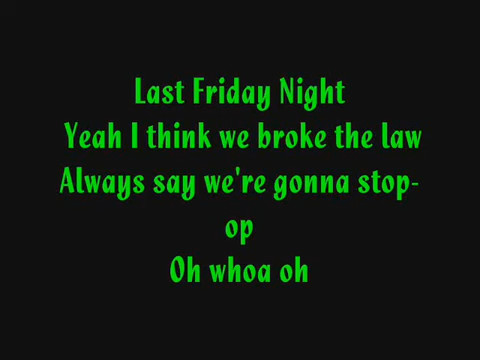 Last Friday Night
Yeah I think we broke the law
Always say we're gonna stop-
op
Oh whoa oh